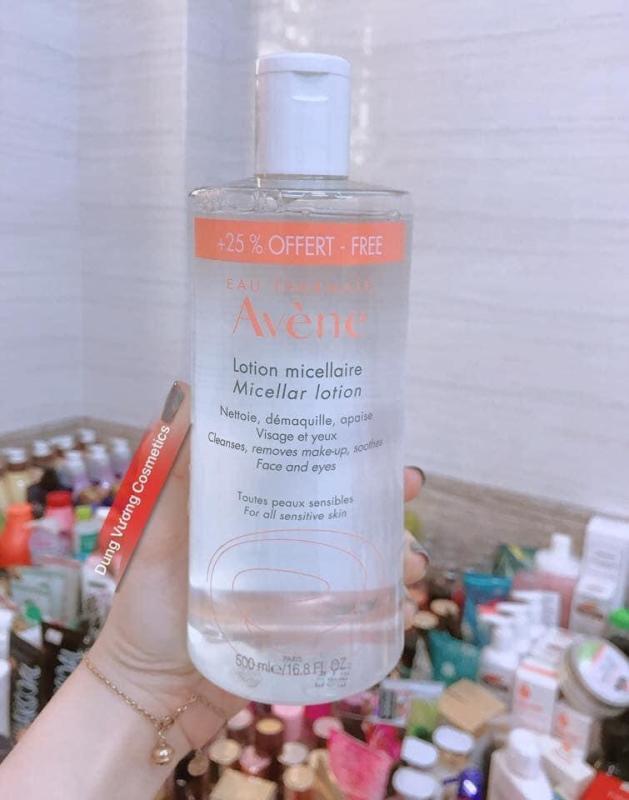 +25 % OFFERT - FREE
EAU THERMALE
Avène
Lotion micellaire
Micellar lotion
Nettoie, démaquille, apaise
Visage et yeux
Cleanses, removes make-up, soothes
Face and eyes
Toutes peaux sensibles
For all sensitive skin
PARIS
500 ml e/16.8 FL.OZ.
Dung Vương Cosmetics